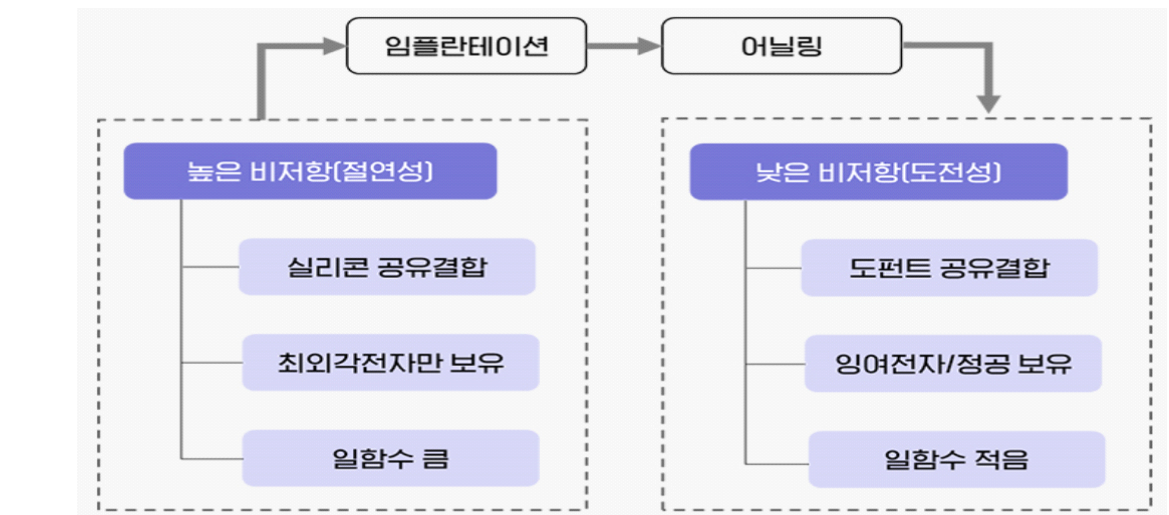 임플란테이션
어닐링
높은 비저항(절연성)
실리콘 공유결합
최외각전자만 보유
일함수 큼
낮은 비저항(도전성)
도펀트 공유결합
잉여전자/정공 보유
일함수 적음